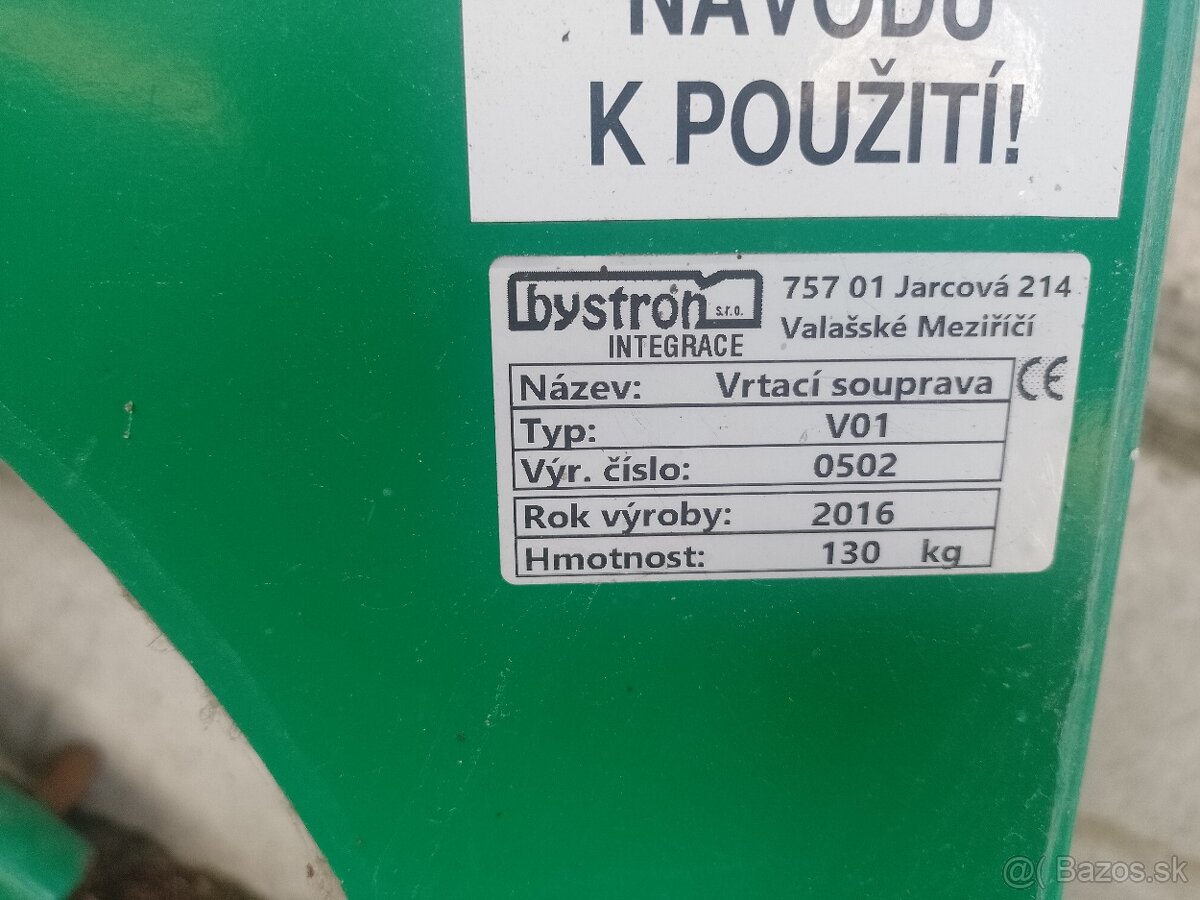 NÁVODU
K POUŽITÍ!
bystroň s.r.o.
INTEGRACE
757 01 Jarcová 214
Valašské Meziříčí
Název: Vrtací souprava
CE
Typ: V01
Výr. číslo: 0502
Rok výroby: 2016
Hmotnost: 130 kg
@( Bazos.sk